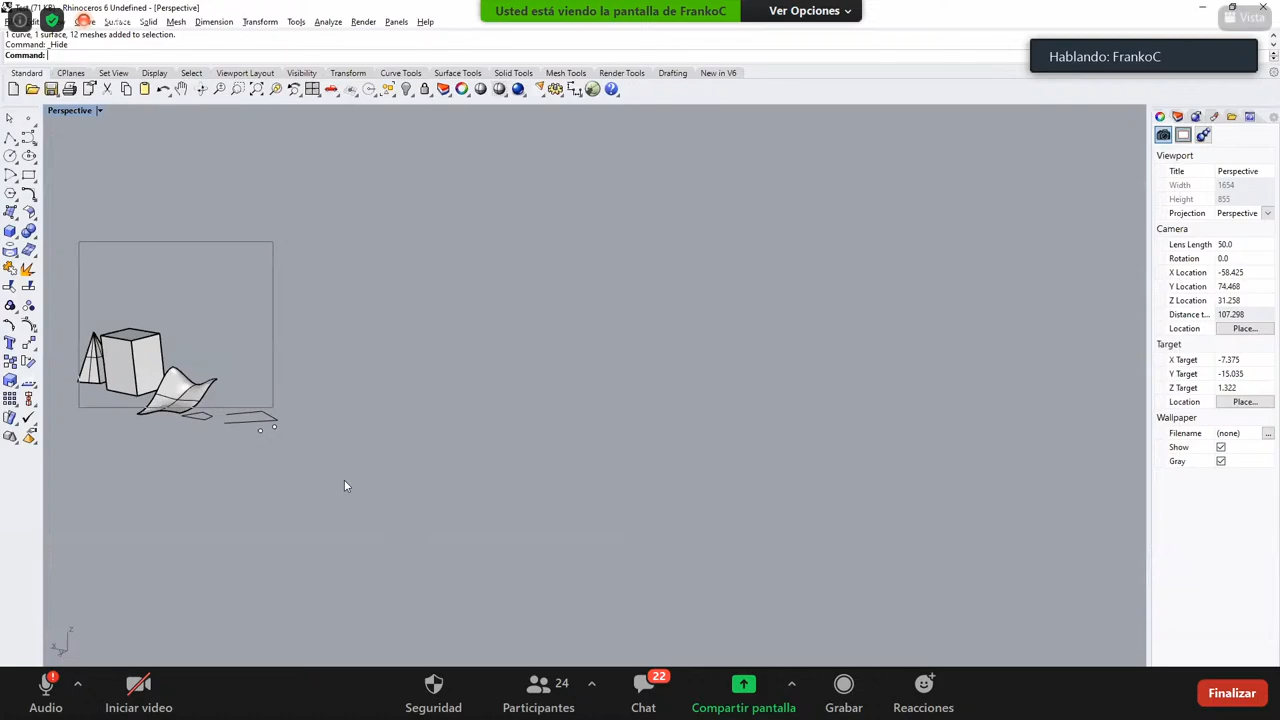 Test (71 KB) - Rhinoceros 6 Undefined - [Perspective]
Usted está viendo la pantalla de FrankoC
Ver Opciones
Vista
Surface Solid Mesh Dimension Transform Tools Analyze Render Panels Help
1 curve, 1 surface, 12 meshes added to selection.
Command: _Hide
Command:
Hablando: FrankoC
Standard CPlanes Set View Display Select Viewport Layout Visibility Transform Curve Tools Surface Tools Solid Tools Mesh Tools Render Tools Drafting New in V6
Perspective
Viewport
Title Perspective
Width 1654
Height 855
Projection Perspective
Camera
Lens Length 50.0
Rotation 0.0
X Location -58.425
Y Location 74.468
Z Location 31.258
Distance t... 107.298
Location Place...
Target
X Target -7.375
Y Target -15.035
Z Target 1.322
Location Place...
Wallpaper
Filename (none) ...
Show
Gray
z
x
y
22
24
Audio
Iniciar video
Seguridad
Participantes
Chat
Compartir pantalla
Grabar
Reacciones
Finalizar